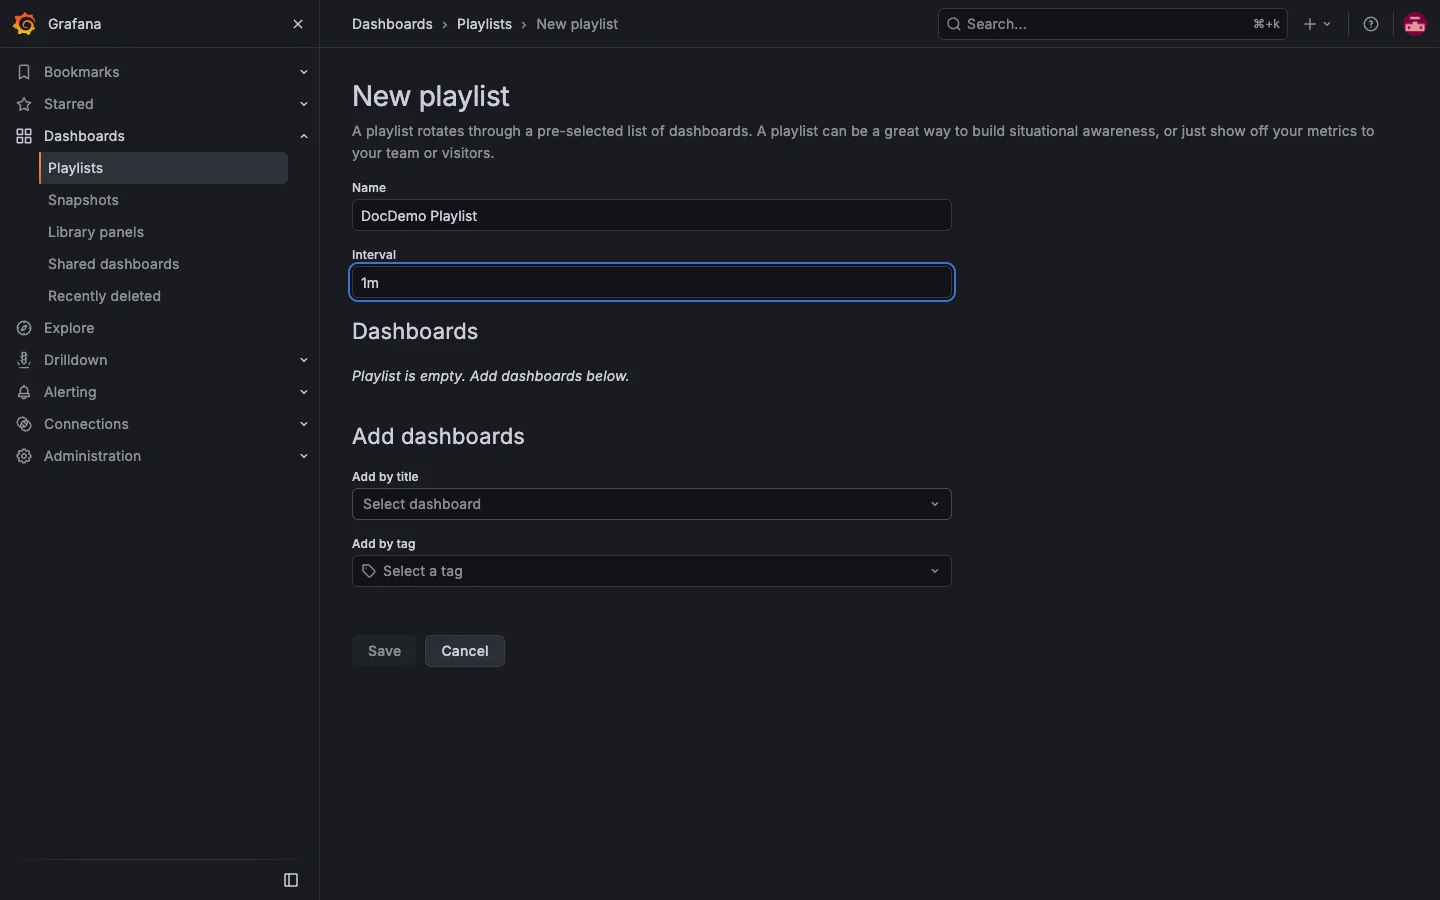 Grafana
Dashboards › Playlists › New playlist
Search...
⌘+k
Bookmarks
Starred
Dashboards
Playlists
Snapshots
Library panels
Shared dashboards
Recently deleted
Explore
Drilldown
Alerting
Connections
Administration
New playlist
A playlist rotates through a pre-selected list of dashboards. A playlist can be a great way to build situational awareness, or just show off your metrics to
your team or visitors.
Name
DocDemo Playlist
Interval
1m
Dashboards
Playlist is empty. Add dashboards below.
Add dashboards
Add by title
Select dashboard
Add by tag
Select a tag
Save
Cancel